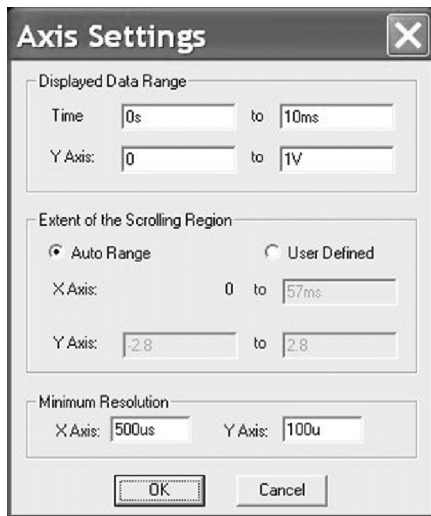 Axis Settings
Displayed Data Range
Time 0s to 10ms
Y Axis: 0 to 1V
Extent of the Scrolling Region
Auto Range User Defined
X Axis: 0 to 57ms
Y Axis: -2.8 to 2.8
Minimum Resolution
X Axis: 500us Y Axis: 100u
OK Cancel